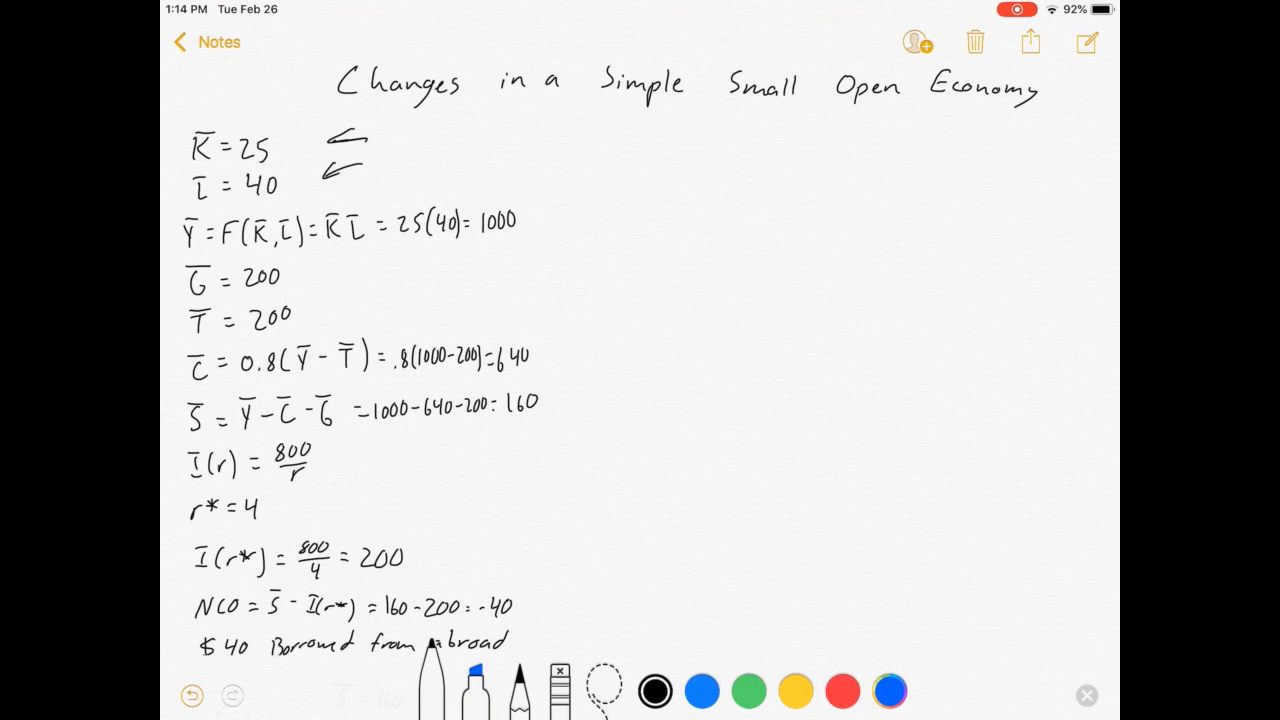 1:14 PM Tue Feb 26
92%
Notes
Changes in a Simple Small Open Economy
K̅ = 25
L̅ = 40
Y̅ = F(K̅, L̅) = K̅ L̅ = 25(40) = 1000
G̅ = 200
T̅ = 200
C̅ = 0.8(Y̅ - T̅) = .8(1000-200) = 640
S̅ = Y̅ - C̅ - G̅ = 1000 - 640 - 200 = 160
I(r) = 800/r
r* = 4
I(r*) = 800/4 = 200
NCO = S̅ - I(r*) = 160 - 200 = -40
$40 Borrowed from abroad
S̅ = 160